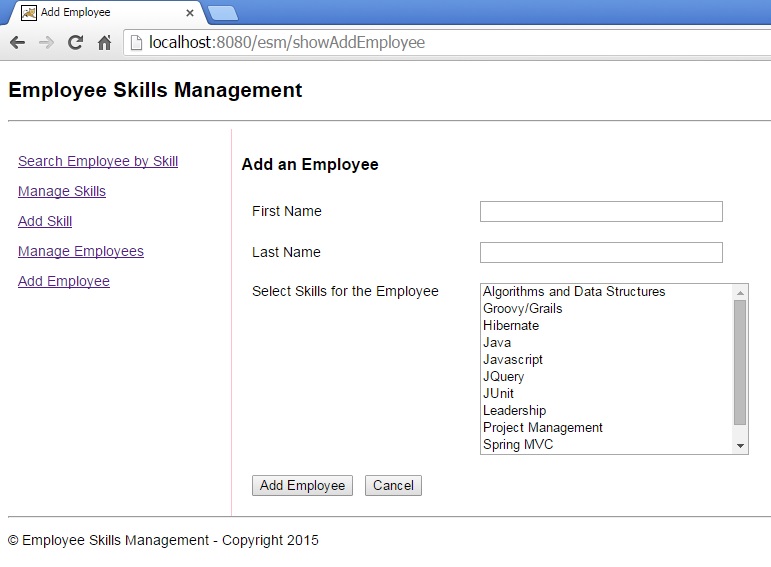 Add Employee
localhost:8080/esm/showAddEmployee
Employee Skills Management
Search Employee by Skill
Manage Skills
Add Skill
Manage Employees
Add Employee
Add an Employee
First Name
Last Name
Select Skills for the Employee
Algorithms and Data Structures
Groovy/Grails
Hibernate
Java
Javascript
JQuery
JUnit
Leadership
Project Management
Spring MVC
Add Employee Cancel
© Employee Skills Management - Copyright 2015